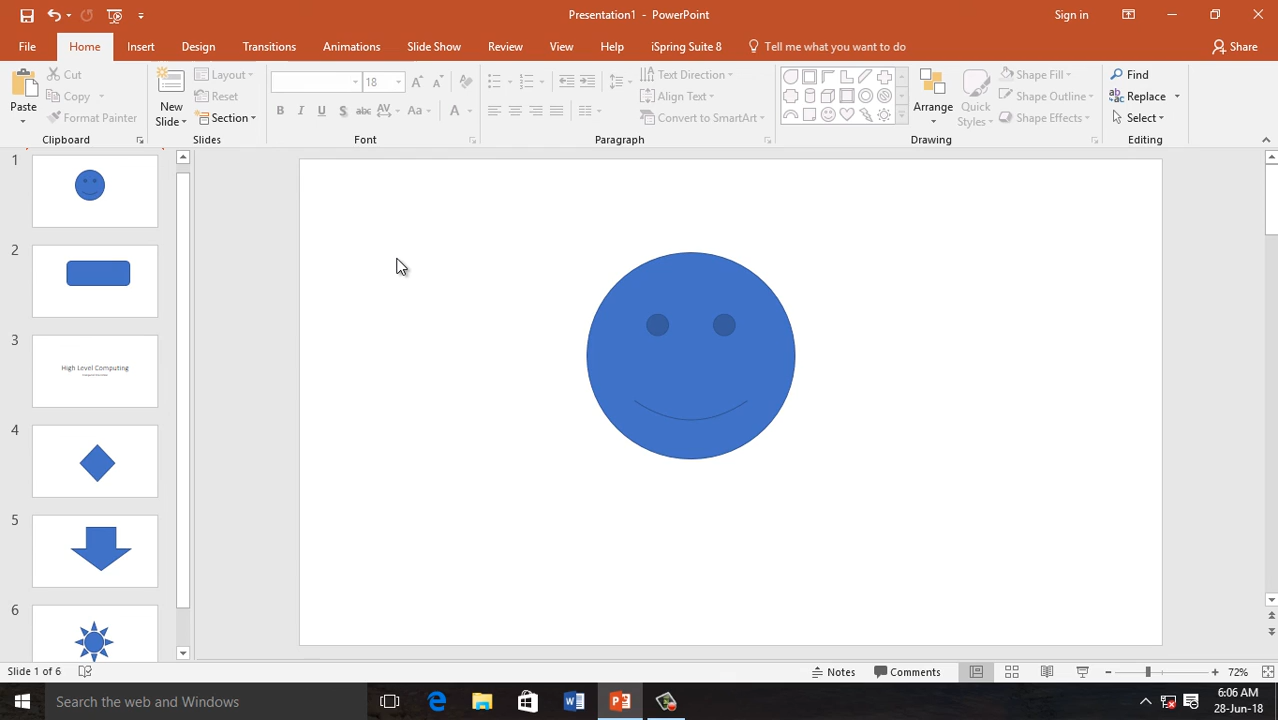 Presentation1 - PowerPoint
Sign in
File
Home
Insert
Design
Transitions
Animations
Slide Show
Review
View
Help
iSpring Suite 8
Tell me what you want to do
Share
Paste
Cut
Copy
Format Painter
Clipboard
New
Slide
Layout
Reset
Section
Slides
18
B
I
U
S
abc
AV
Aa
A
Font
Text Direction
Align Text
Convert to SmartArt
Paragraph
Arrange
Quick
Styles
Shape Fill
Shape Outline
Shape Effects
Drawing
Find
Replace
Select
Editing
1
2
3
High Level Computing
4
5
6
Slide 1 of 6
Notes
Comments
72%
Search the web and Windows
6:06 AM
28-Jun-18